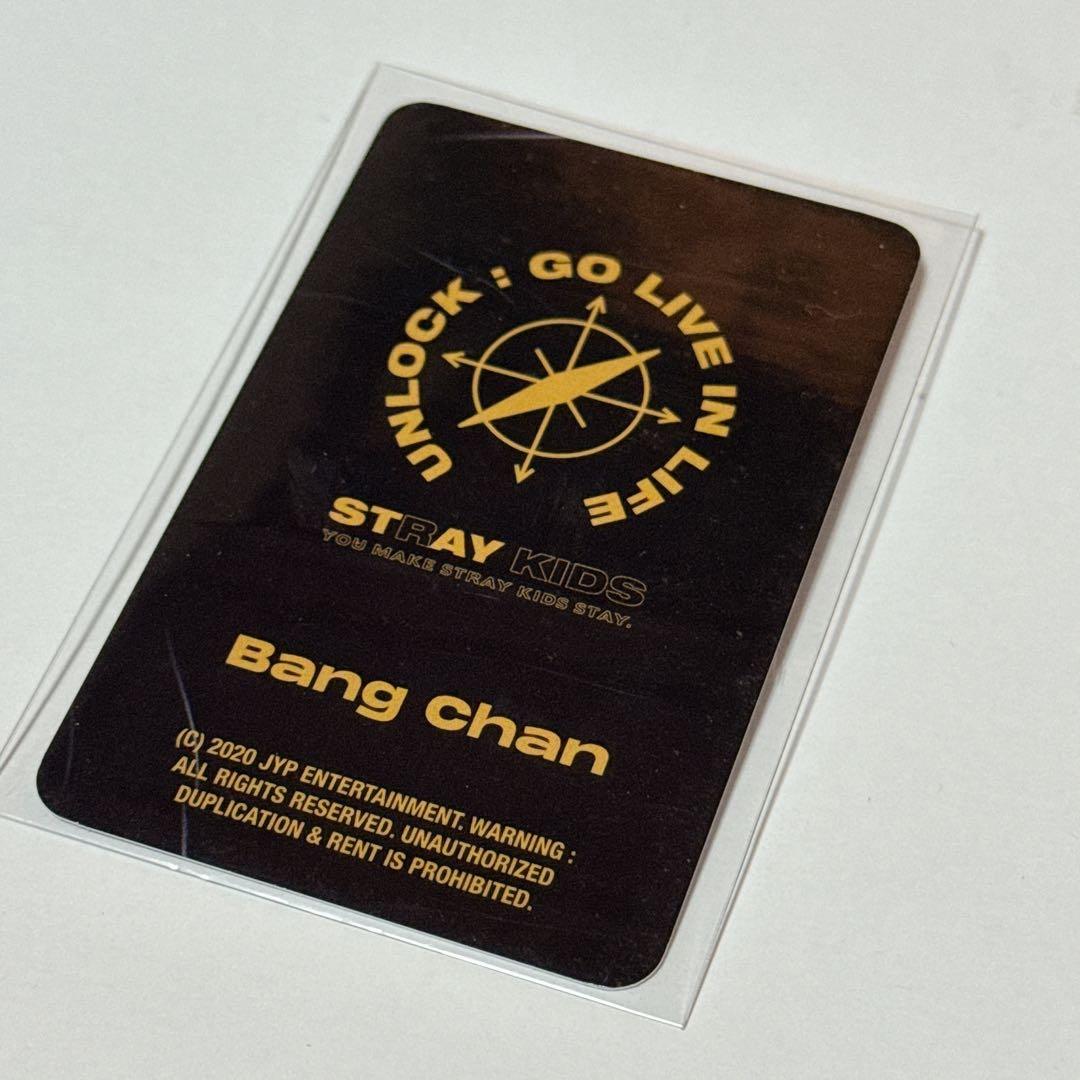 UNLOCK : GO LIVE IN LIFE
STRAY KIDS
YOU MAKE STRAY KIDS STAY.
Bang Chan
(C) 2020 JYP ENTERTAINMENT. WARNING :
ALL RIGHTS RESERVED. UNAUTHORIZED
DUPLICATION & RENT IS PROHIBITED.